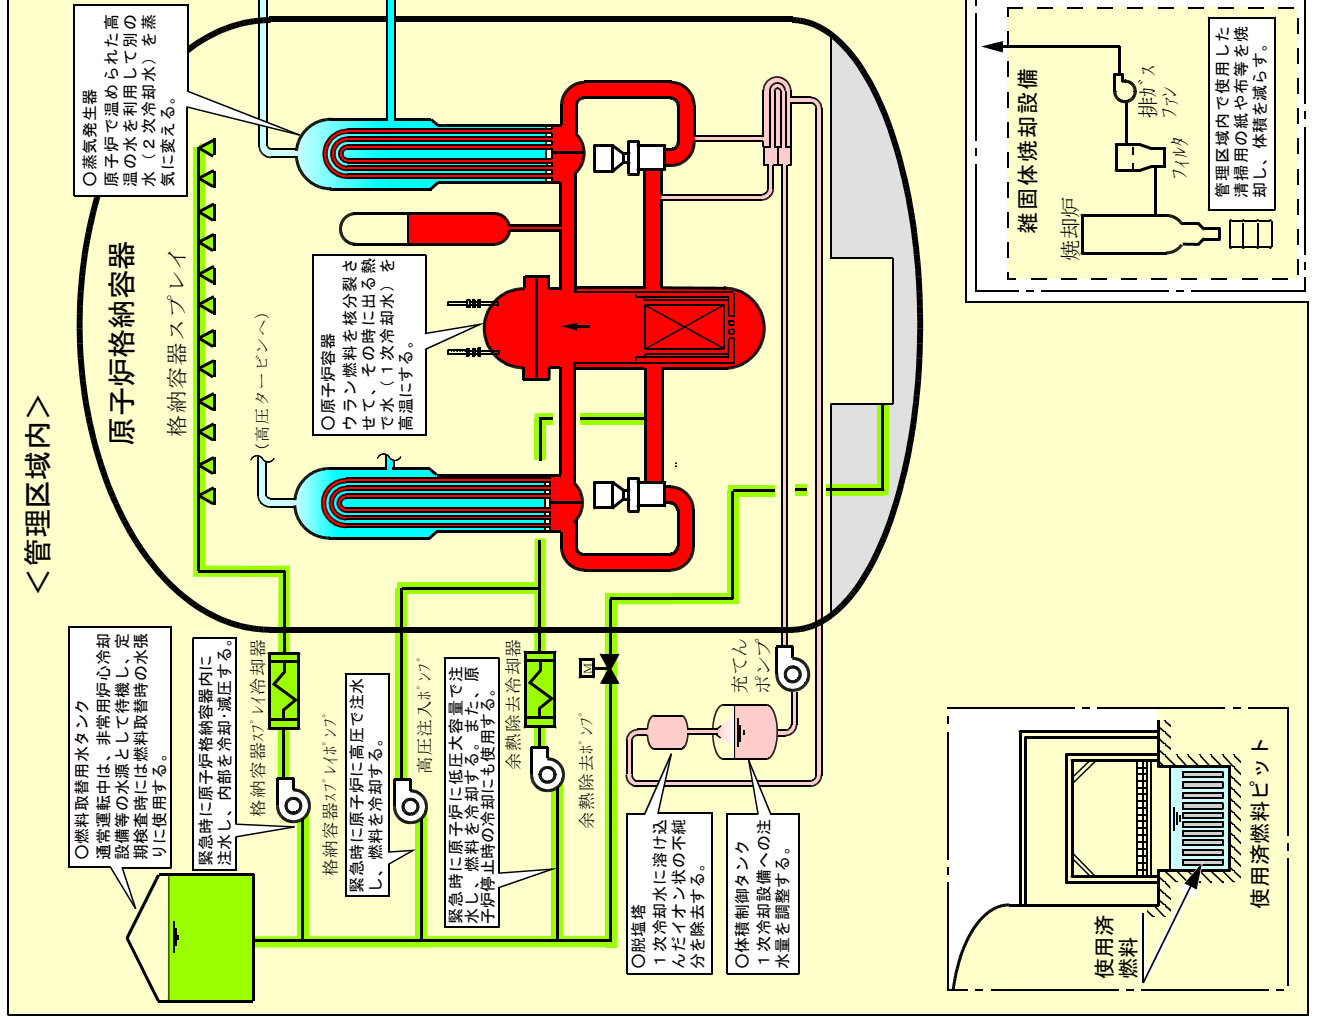 ＜管理区域内＞
○燃料取替用水タンク
通常運転中は、非常用炉心冷却
設備等の水源として待機し、定
期検査時には燃料取替時の水張
りに使用する。
原子炉格納容器
○蒸気発生器
原子炉で温められた高
温の水を利用して別の
水（２次冷却水）を蒸
気に変える。
格納容器スプレイ
緊急時に原子炉格納容器内に
注水し、内部を冷却･減圧する。
格納容器ｽﾌﾟﾚｲ冷却器
（高圧タービンへ）
格納容器ｽﾌﾟﾚｲﾎﾟﾝﾌﾟ
○原子炉容器
ウラン燃料を核分裂さ
せて、その時に出る熱
で水（１次冷却水）を
高温にする。
緊急時に原子炉に高圧で注水
し、燃料を冷却する。
高圧注入ﾎﾟﾝﾌﾟ
緊急時に原子炉に低圧大容量で注
水し、燃料を冷却する。また、原
子炉停止時の冷却にも使用する。
余熱除去冷却器
M
余熱除去ﾎﾟﾝﾌﾟ
○脱塩塔
１次冷却水に溶け込
んだイオン状の不純
分を除去する。
充てん
ポンプ
○体積制御タンク
１次冷却設備への注
水量を調整する。
雑固体焼却設備
焼却炉
排ｶﾞｽ
ファン
フィルタ
管理区域内で使用した
清掃用の紙や布等を焼
却し、体積を減らす。
使用済
燃料
使用済燃料ピット